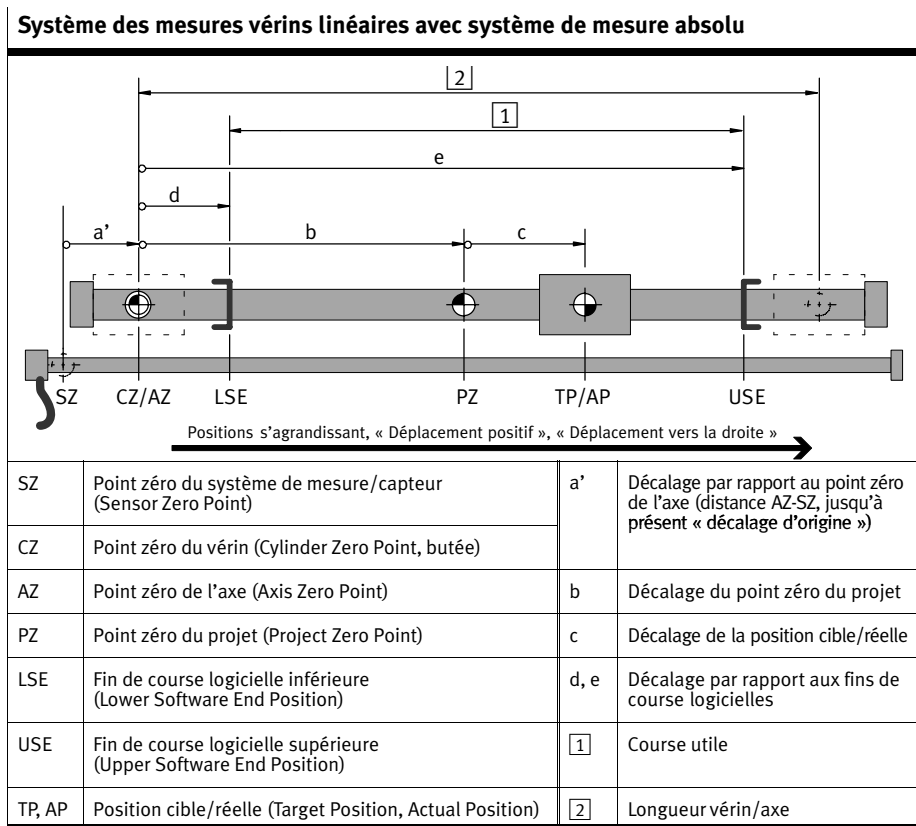 Système des mesures vérins linéaires avec système de mesure absolu
2
1
e
d
a’ b c
SZ CZ/AZ LSE PZ TP/AP USE
Positions s’agrandissant, « Déplacement positif », « Déplacement vers la droite »
SZ Point zéro du système de mesure/capteur
(Sensor Zero Point)
a’ Décalage par rapport au point zéro
de l’axe (distance AZ-SZ, jusqu’à
présent « décalage d’origine »)
CZ Point zéro du vérin (Cylinder Zero Point, butée)
AZ Point zéro de l’axe (Axis Zero Point)
b Décalage du point zéro du projet
PZ Point zéro du projet (Project Zero Point)
c Décalage de la position cible/réelle
LSE Fin de course logicielle inférieure
(Lower Software End Position)
d, e Décalage par rapport aux fins de
course logicielles
USE Fin de course logicielle supérieure
(Upper Software End Position)
1 Course utile
TP, AP Position cible/réelle (Target Position, Actual Position)
2 Longueur vérin/axe